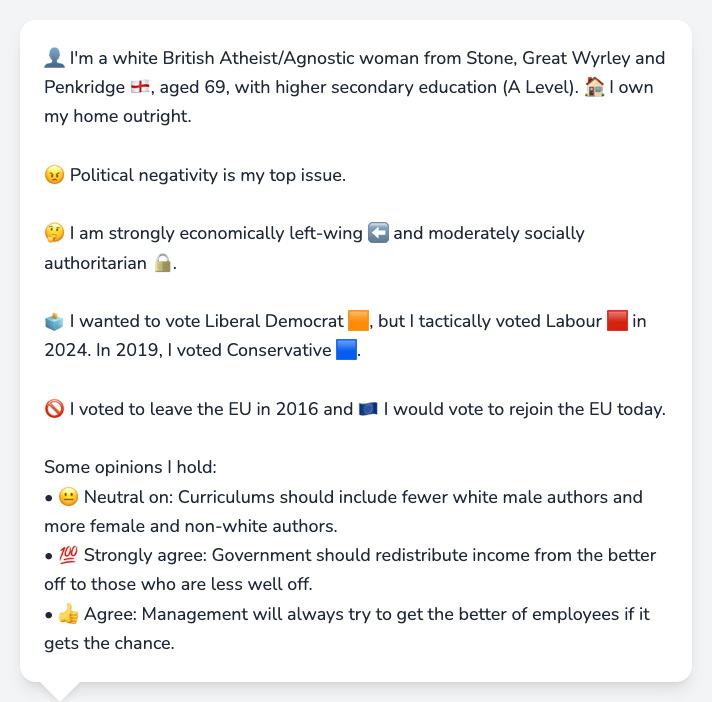 👤 I'm a white British Atheist/Agnostic woman from Stone, Great Wyrley and
Penkridge 🏴󠁧󠁢󠁥󠁮󠁧󠁿, aged 69, with higher secondary education (A Level). 🏠 I own
my home outright.
😠 Political negativity is my top issue.
🤔 I am strongly economically left-wing ⬅️ and moderately socially
authoritarian 🔒.
🗳️ I wanted to vote Liberal Democrat 🟧, but I tactically voted Labour 🟥 in
2024. In 2019, I voted Conservative 🟦.
🚫 I voted to leave the EU in 2016 and 🇪🇺 I would vote to rejoin the EU today.
Some opinions I hold:
• 😐 Neutral on: Curriculums should include fewer white male authors and
more female and non-white authors.
• 💯 Strongly agree: Government should redistribute income from the better
off to those who are less well off.
• 👍 Agree: Management will always try to get the better of employees if it
gets the chance.